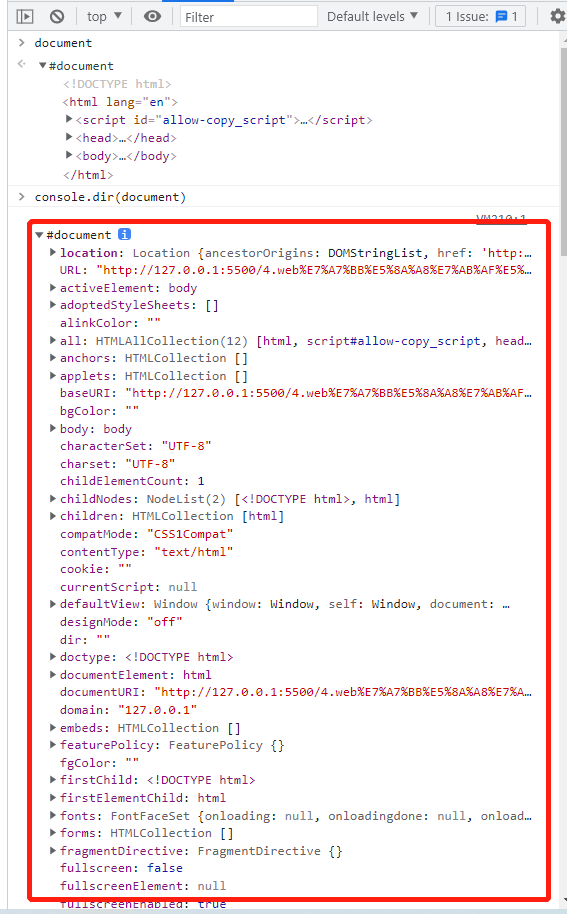 top ▼
Filter
Default levels ▼
1 Issue: 1
document
▼#document
<!DOCTYPE html>
<html lang="en">
▶<script id="allow-copy_script">…</script>
▶<head>…</head>
▶<body>…</body>
</html>
console.dir(document)
VM210:1
▼#document
▶location: Location {ancestorOrigins: DOMStringList, href: 'http:…
URL: "http://127.0.0.1:5500/4.web%E7%A7%BB%E5%8A%A8%E7%AB%AF%E5%…
▶activeElement: body
▶adoptedStyleSheets: []
alinkColor: ""
▶all: HTMLAllCollection(12) [html, script#allow-copy_script, head…
▶anchors: HTMLCollection []
▶applets: HTMLCollection []
baseURI: "http://127.0.0.1:5500/4.web%E7%A7%BB%E5%8A%A8%E7%AB%AF…
bgColor: ""
▶body: body
characterSet: "UTF-8"
charset: "UTF-8"
childElementCount: 1
▶childNodes: NodeList(2) [<!DOCTYPE html>, html]
▶children: HTMLCollection [html]
compatMode: "CSS1Compat"
contentType: "text/html"
cookie: ""
currentScript: null
▶defaultView: Window {window: Window, self: Window, document: …
designMode: "off"
dir: ""
▶doctype: <!DOCTYPE html>
▶documentElement: html
documentURI: "http://127.0.0.1:5500/4.web%E7%A7%BB%E5%8A%A8%E7%A…
domain: "127.0.0.1"
▶embeds: HTMLCollection []
▶featurePolicy: FeaturePolicy {}
fgColor: ""
▶firstChild: <!DOCTYPE html>
▶firstElementChild: html
▶fonts: FontFaceSet {onloading: null, onloadingdone: null, onload…
▶forms: HTMLCollection []
▶fragmentDirective: FragmentDirective {}
fullscreen: false
fullscreenElement: null
fullscreenEnabled: true